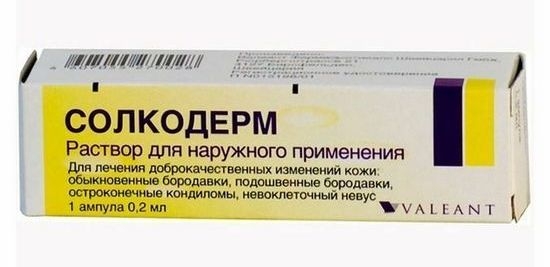 Произведено:
СОЛКОДЕРМ
Раствор для наружного применения
Для лечения доброкачественных изменений кожи:
обыкновенные бородавки, подошвенные бородавки,
остроконечные кондиломы, невоклеточный невус
1 ампула 0,2 мл
VALEANT